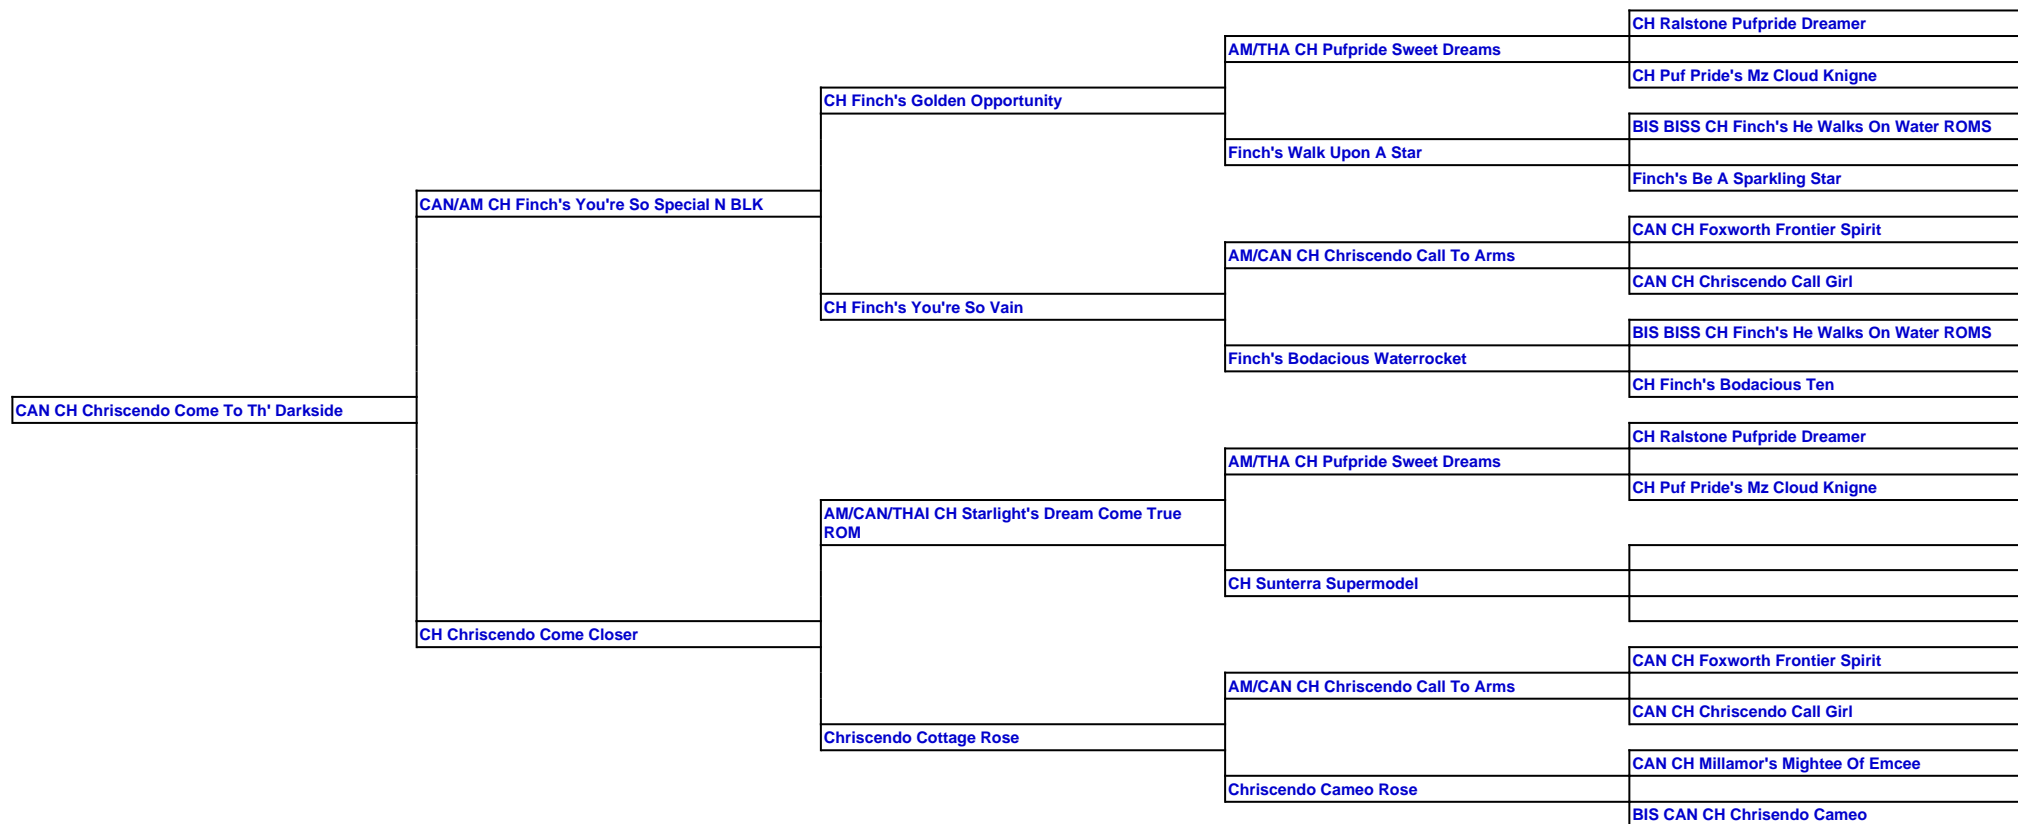 CH Ralstone Pufpride Dreamer
AM/THA CH Pufpride Sweet Dreams
CH Puf Pride's Mz Cloud Knigne
CH Finch's Golden Opportunity
BIS BISS CH Finch's He Walks On Water ROMS
Finch's Walk Upon A Star
Finch's Be A Sparkling Star
CAN/AM CH Finch's You're So Special N BLK
CAN CH Foxworth Frontier Spirit
AM/CAN CH Chriscendo Call To Arms
CAN CH Chriscendo Call Girl
CH Finch's You're So Vain
BIS BISS CH Finch's He Walks On Water ROMS
Finch's Bodacious Waterrocket
CH Finch's Bodacious Ten
CAN CH Chriscendo Come To Th' Darkside
CH Ralstone Pufpride Dreamer
AM/THA CH Pufpride Sweet Dreams
CH Puf Pride's Mz Cloud Knigne
AM/CAN/THAI CH Starlight's Dream Come True
ROM
CH Sunterra Supermodel
CH Chriscendo Come Closer
CAN CH Foxworth Frontier Spirit
AM/CAN CH Chriscendo Call To Arms
CAN CH Chriscendo Call Girl
Chriscendo Cottage Rose
CAN CH Millamor's Mightee Of Emcee
Chriscendo Cameo Rose
BIS CAN CH Chrisendo Cameo